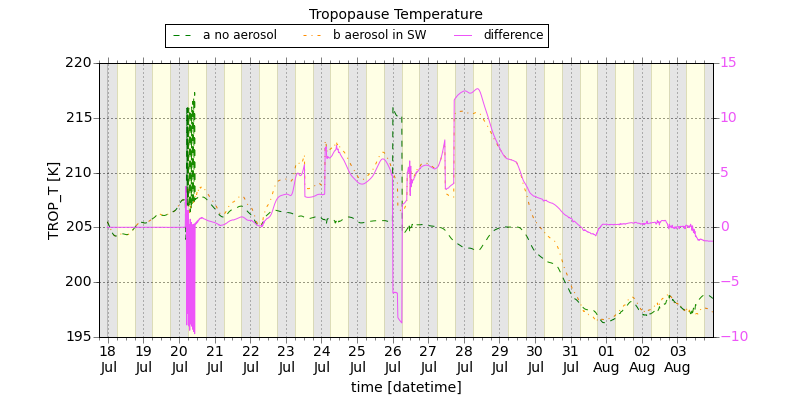 Tropopause Temperature
a no aerosol b aerosol in SW difference
220 15
215 10
210 5
205 0
200 −5
195 −10
TROP_T [K]
18 19 20 21 22 23 24 25 26 27 28 29 30 31 01 02 03
Jul Jul Jul Jul Jul Jul Jul Jul Jul Jul Jul Jul Jul Jul Aug Aug Aug
time [datetime]